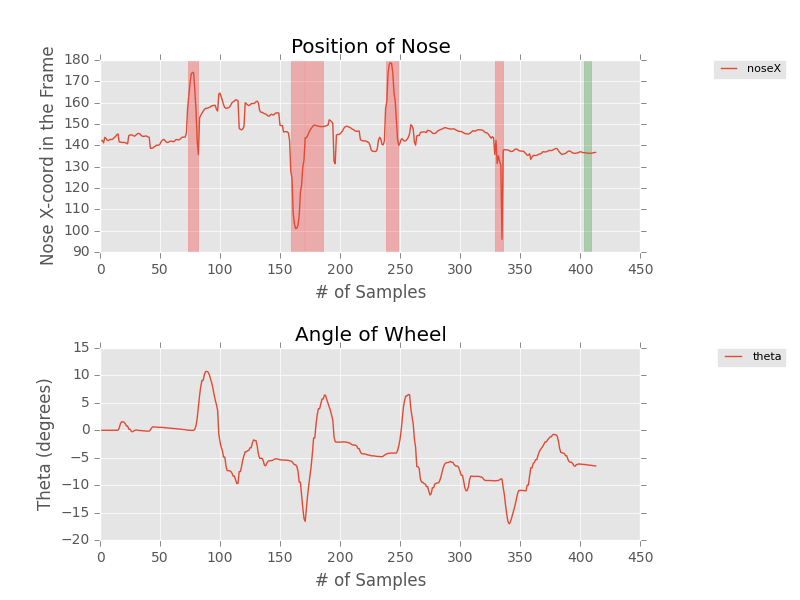 Position of Nose
Nose X-coord in the Frame
180
170
160
150
140
130
120
110
100
90
0 50 100 150 200 250 300 350 400 450
# of Samples
noseX
Angle of Wheel
Theta (degrees)
15
10
5
0
−5
−10
−15
−20
0 50 100 150 200 250 300 350 400 450
# of Samples
theta